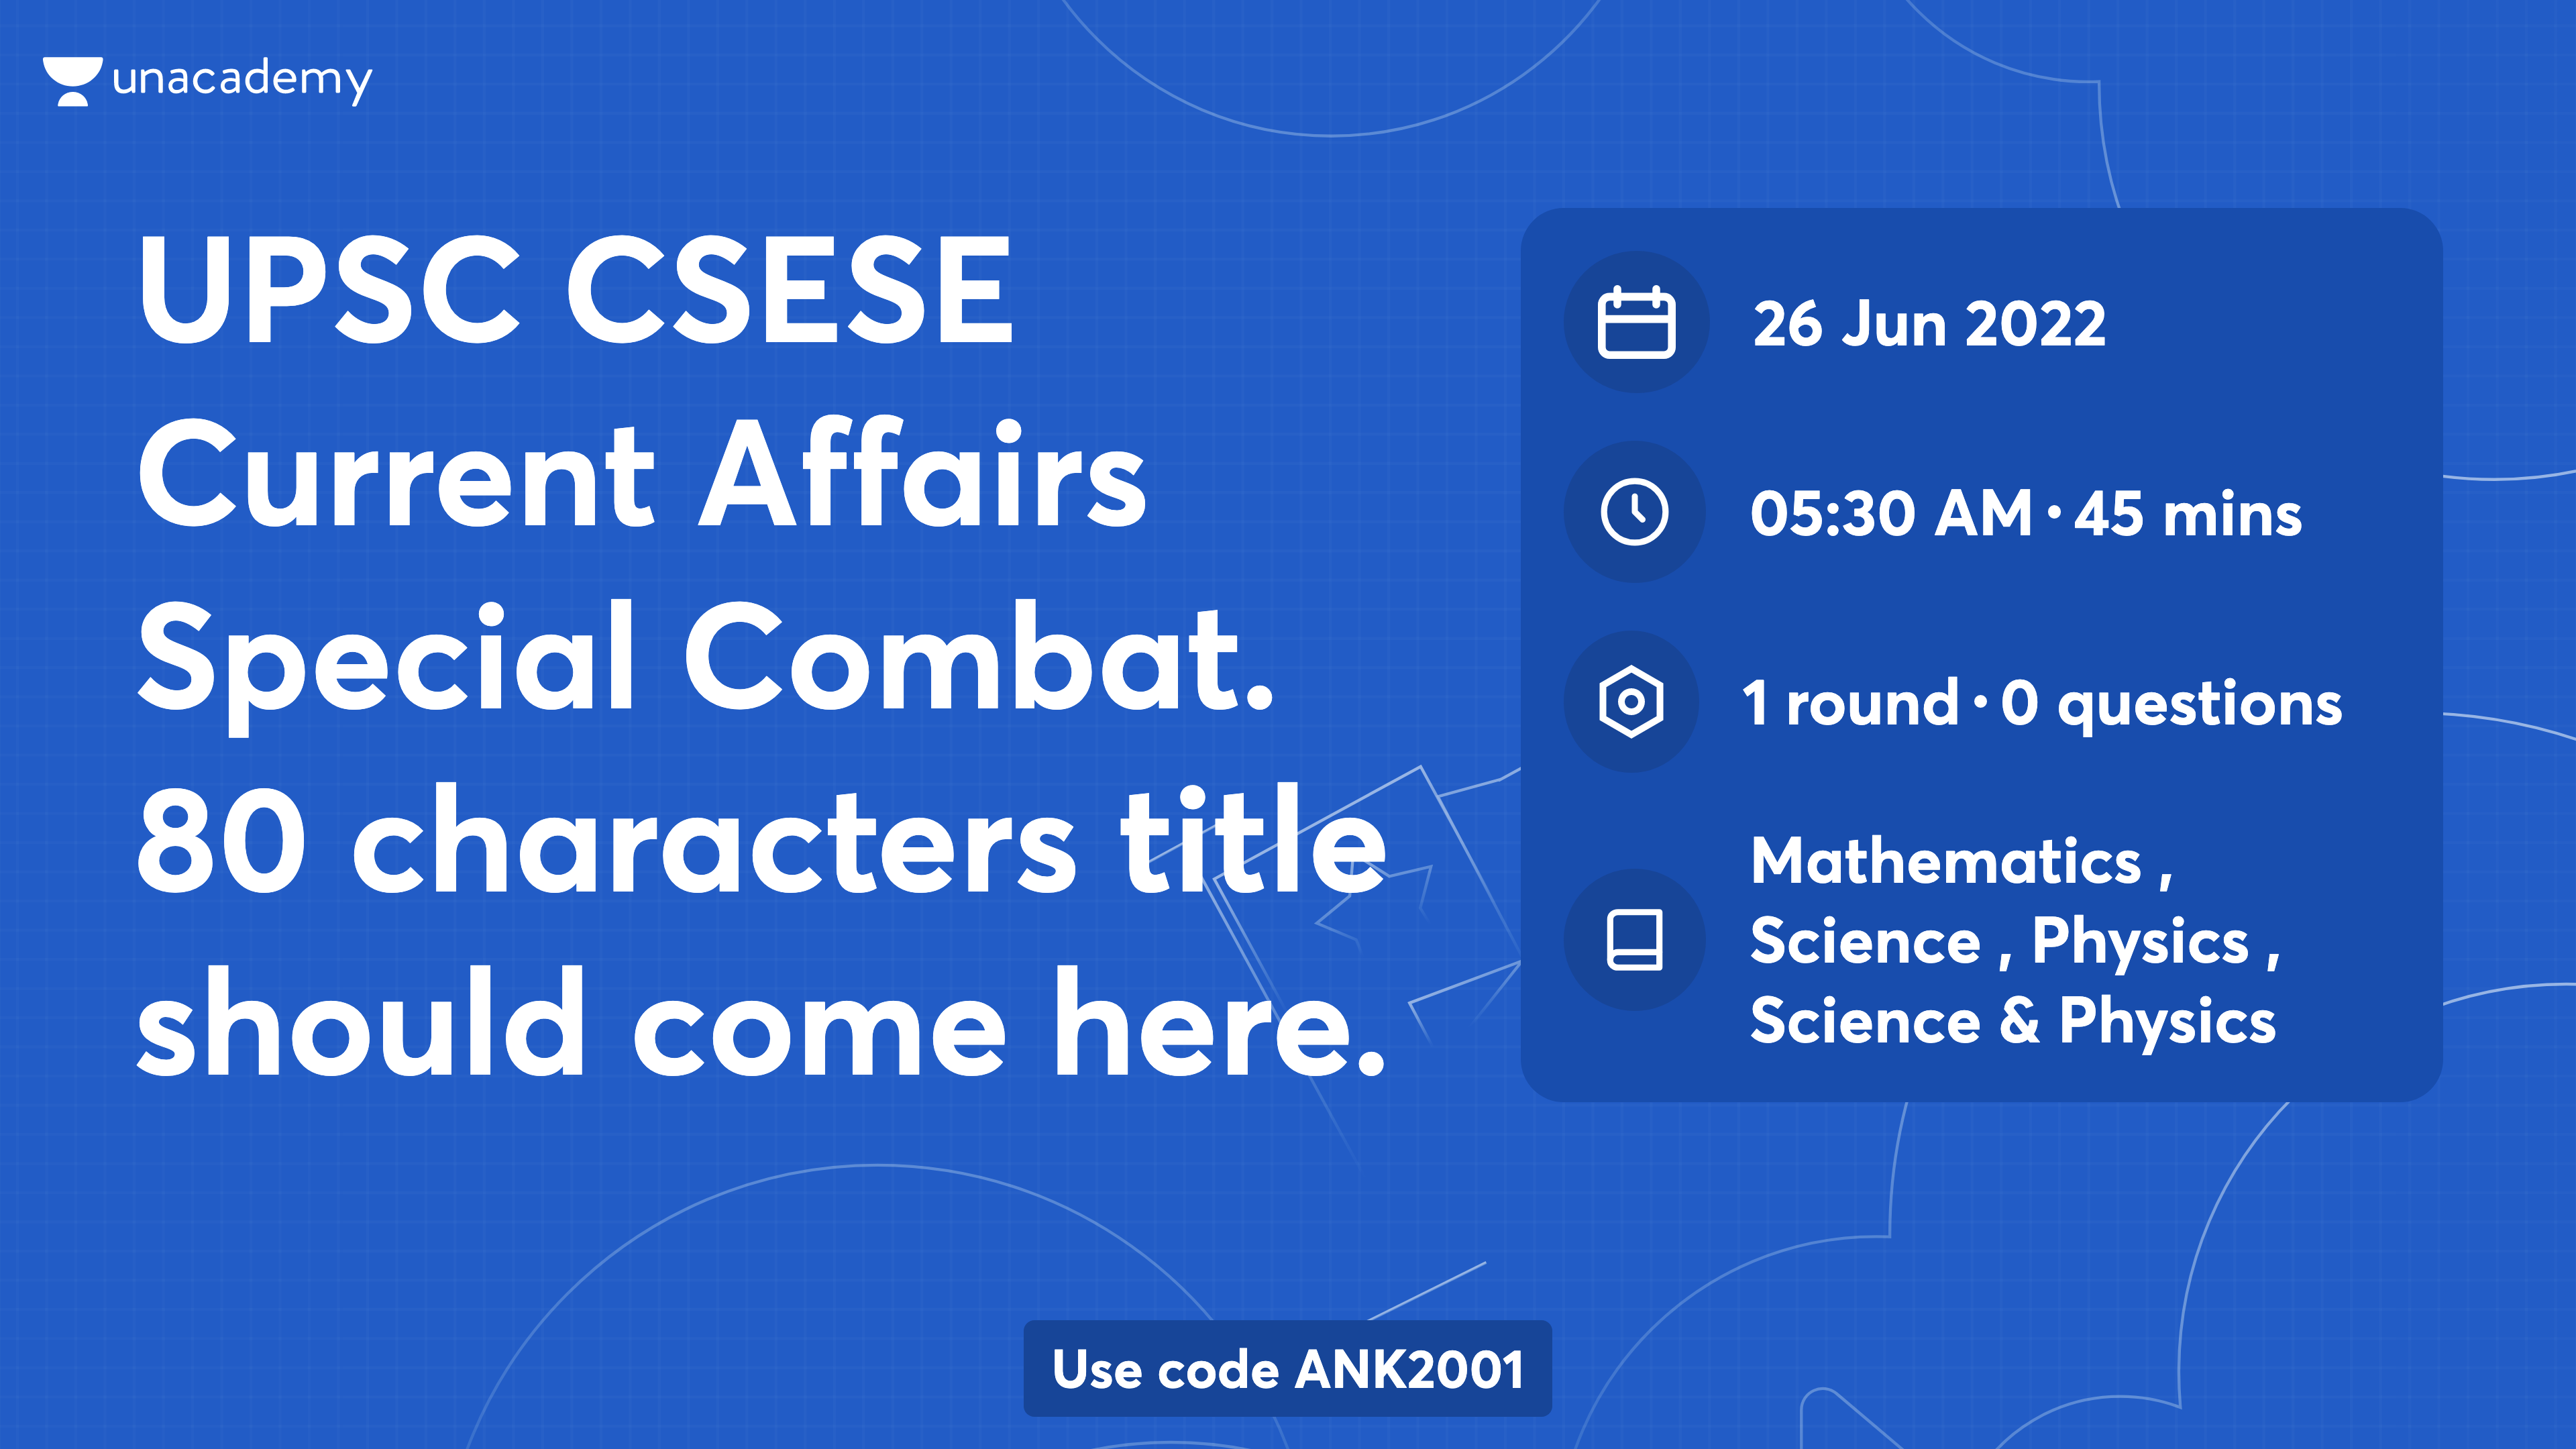 unacademy
UPSC CSESE
Current Affairs
Special Combat.
80 characters title
should come here.
26 Jun 2022
05:30 AM · 45 mins
1 round · 0 questions
Mathematics ,
Science , Physics ,
Science & Physics
Use code ANK2001